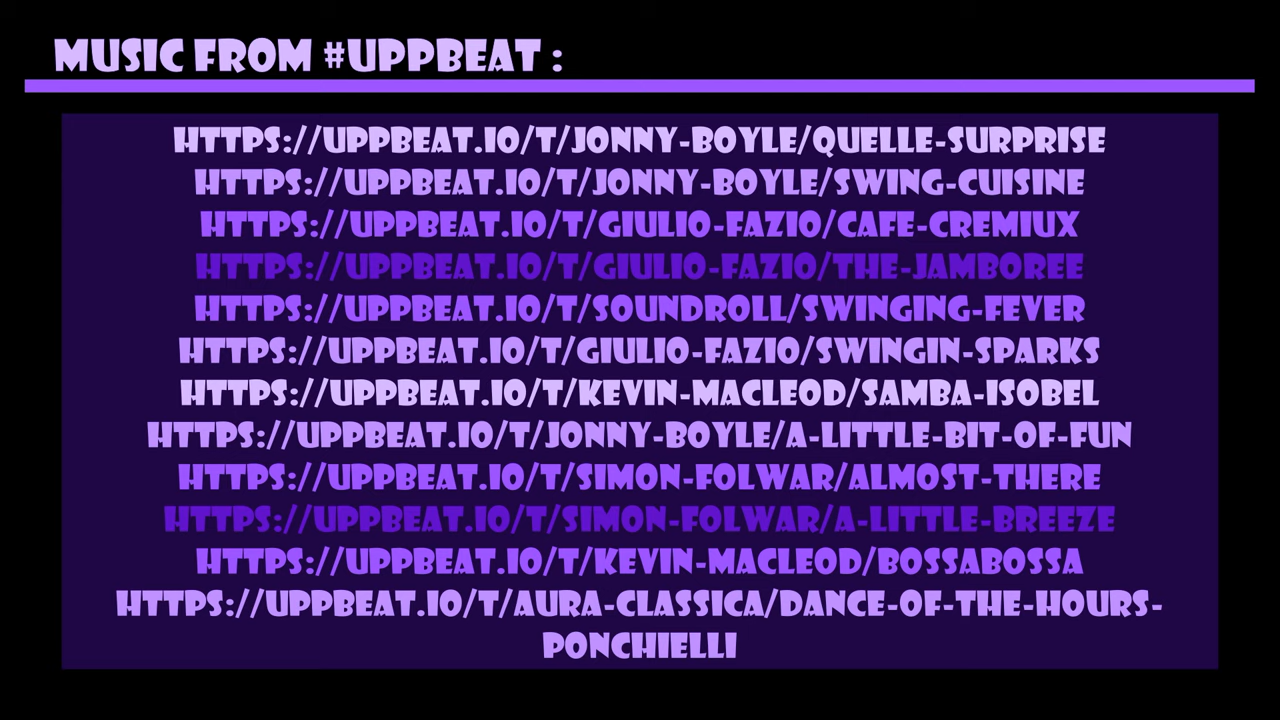 MUSIC FROM #UPPBEAT :
HTTPS://UPPBEAT.IO/T/JONNY-BOYLE/QUELLE-SURPRISE
HTTPS://UPPBEAT.IO/T/JONNY-BOYLE/SWING-CUISINE
HTTPS://UPPBEAT.IO/T/GIULIO-FAZIO/CAFE-CREMIUX
HTTPS://UPPBEAT.IO/T/GIULIO-FAZIO/THE-JAMBOREE
HTTPS://UPPBEAT.IO/T/SOUNDROLL/SWINGING-FEVER
HTTPS://UPPBEAT.IO/T/GIULIO-FAZIO/SWINGIN-SPARKS
HTTPS://UPPBEAT.IO/T/KEVIN-MACLEOD/SAMBA-ISOBEL
HTTPS://UPPBEAT.IO/T/JONNY-BOYLE/A-LITTLE-BIT-OF-FUN
HTTPS://UPPBEAT.IO/T/SIMON-FOLWAR/ALMOST-THERE
HTTPS://UPPBEAT.IO/T/SIMON-FOLWAR/A-LITTLE-BREEZE
HTTPS://UPPBEAT.IO/T/KEVIN-MACLEOD/BOSSABOSSA
HTTPS://UPPBEAT.IO/T/AURA-CLASSICA/DANCE-OF-THE-HOURS-
PONCHIELLI